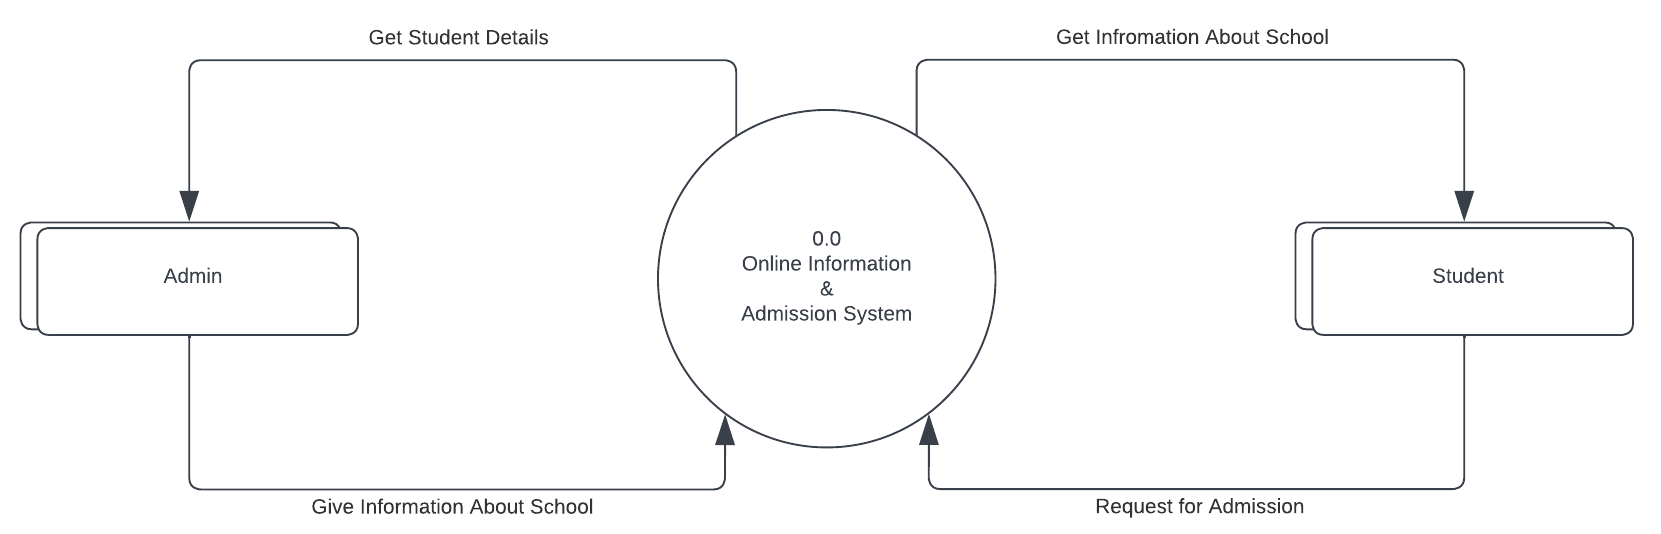 Get Student Details
Get Infromation About School
Admin
0.0
Online Information
&
Admission System
Student
Give Information About School
Request for Admission